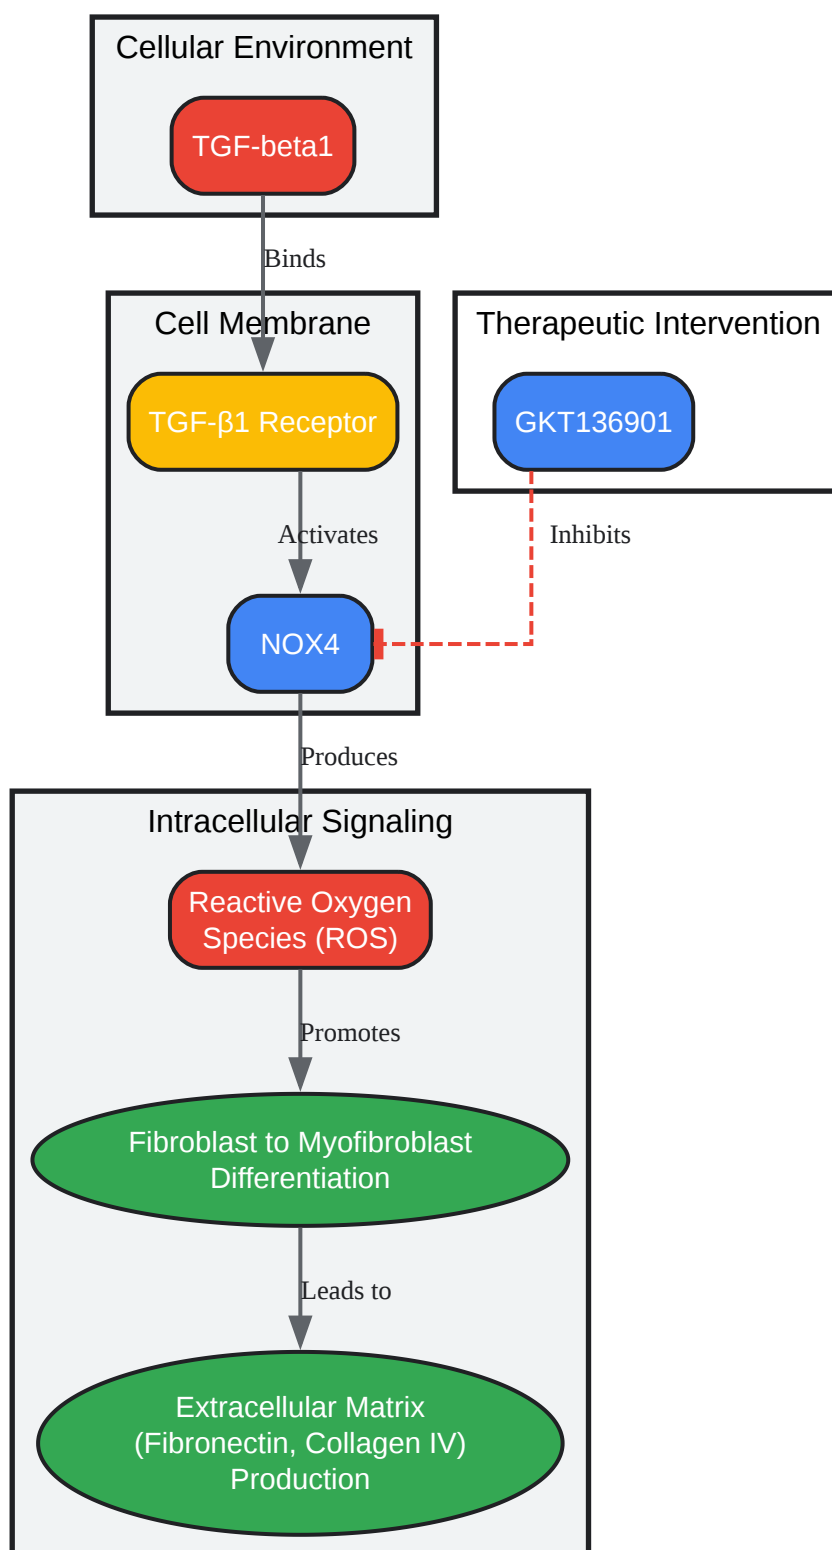 Cellular Environment
TGF-beta1
Binds
Cell Membrane
Therapeutic Intervention
TGF-β1 Receptor
GKT136901
Activates
Inhibits
NOX4
Produces
Intracellular Signaling
Reactive Oxygen
Species (ROS)
Promotes
Fibroblast to Myofibroblast
Differentiation
Leads to
Extracellular Matrix
(Fibronectin, Collagen IV)
Production